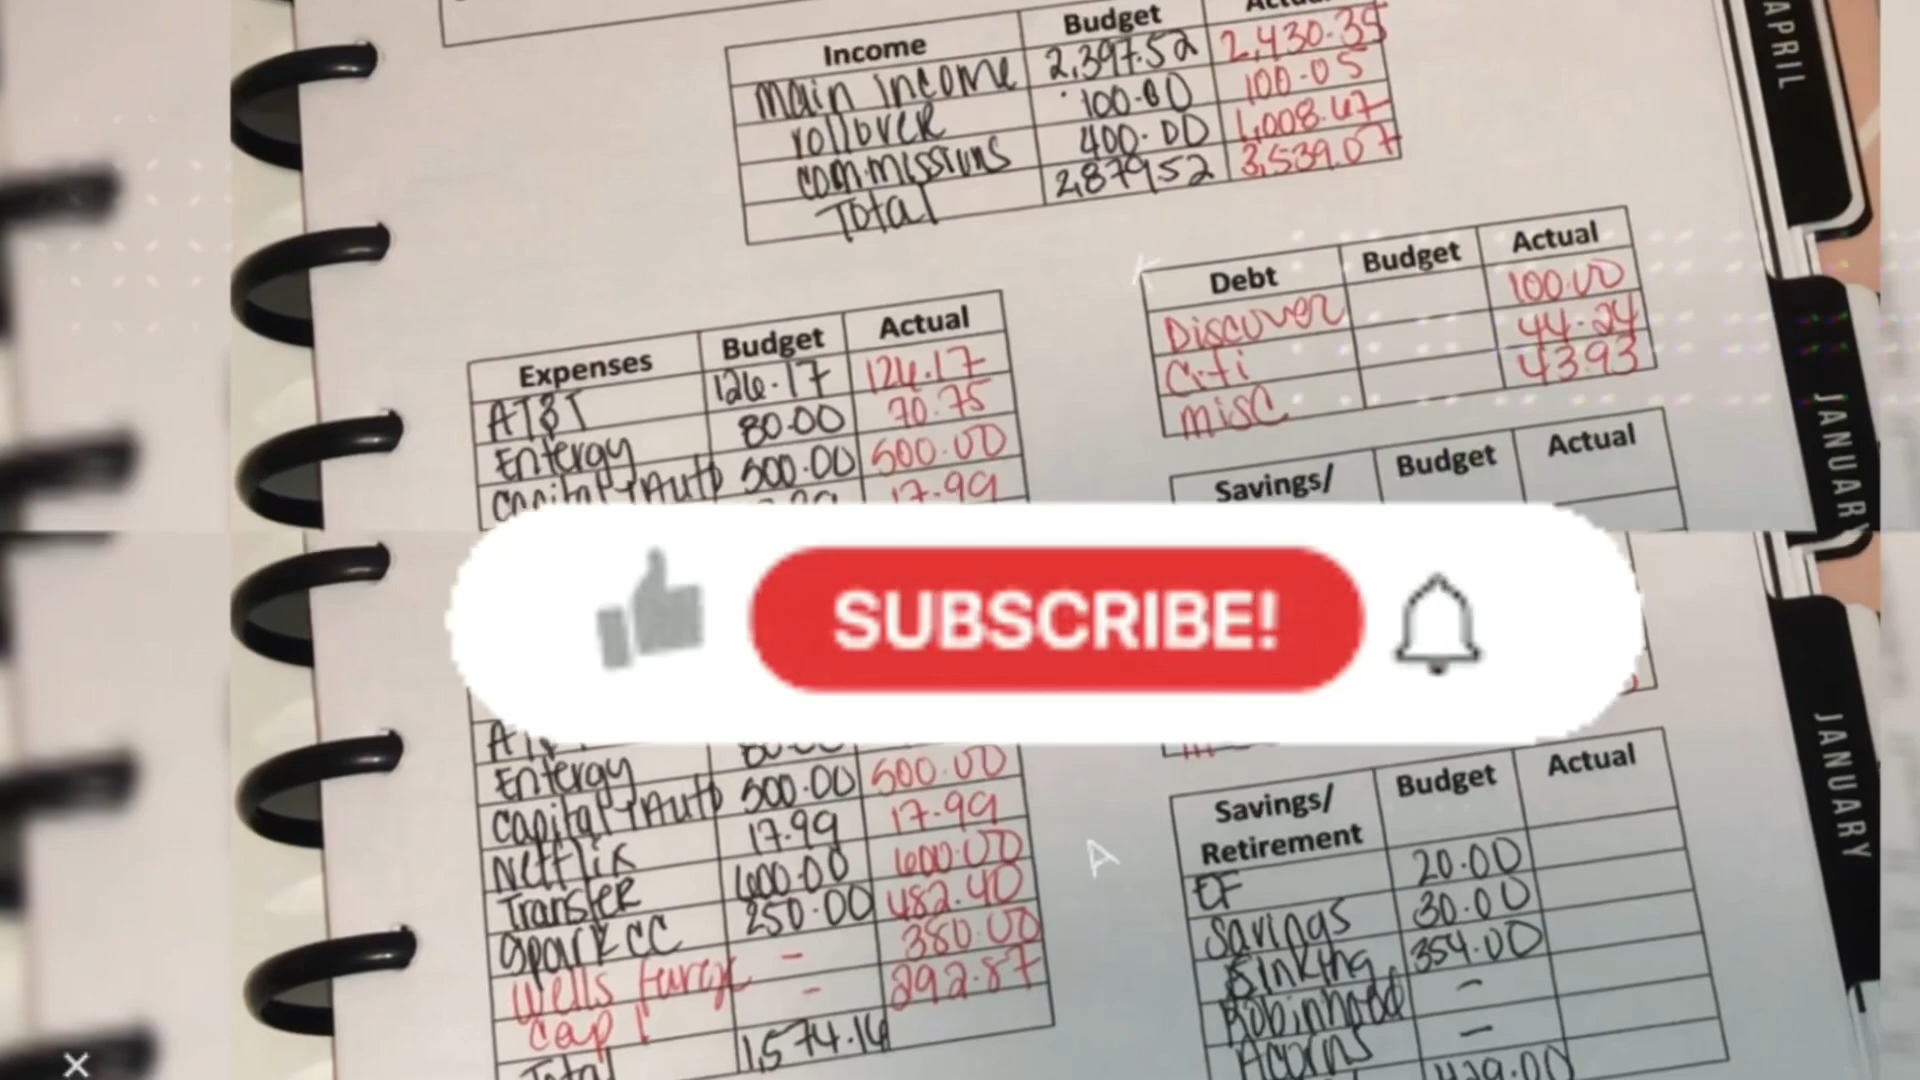 APRIL
Income Budget
main income 2,397.52 2,430.35
rollover 100.00 100.05
commissions 400.00 1,008.67
Total 2,879.52 3,539.07
Debt Budget Actual
Discover 100.00
Citi 44.24
misc 43.93
Expenses Budget Actual
AT&T 126.17 126.17
Entergy 80.00 70.75
Capital 1 Auto 500.00 500.00
17.99
Savings/ Budget Actual
JANUARY
SUBSCRIBE!
Entergy
Capital 1 Auto 500.00 500.00
Netflix 17.99 17.99
Transfer 600.00 600.00
Spark CC 250.00 482.40
Wells Fargo - 380.00
Cap 1 - 292.87
Total 1,574.16
Savings/ Retirement Budget Actual
EF 20.00
Savings 30.00
Sinking 354.00
Robinhood -
Acorns -
JANUARY